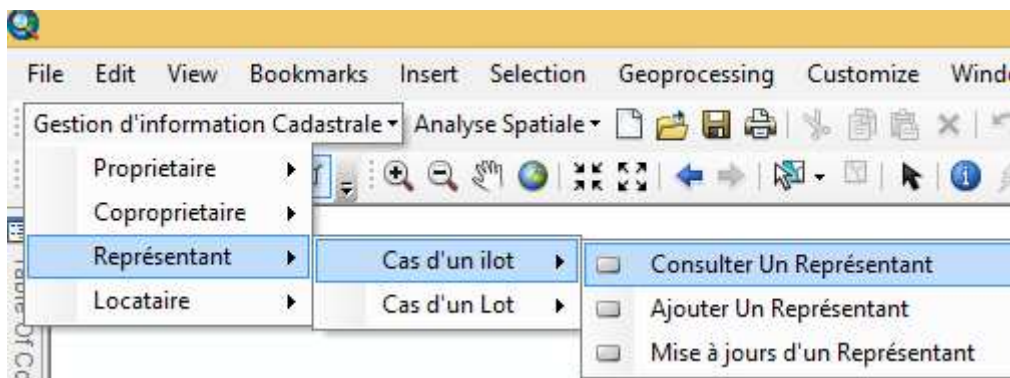 File Edit View Bookmarks Insert Selection Geoprocessing Customize
Gestion d'information Cadastrale Analyse Spatiale
Proprietaire
Coproprietaire
Représentant Cas d'un ilot Consulter Un Représentant
Locataire Cas d'un Lot Ajouter Un Représentant
Mise à jours d'un Représentant